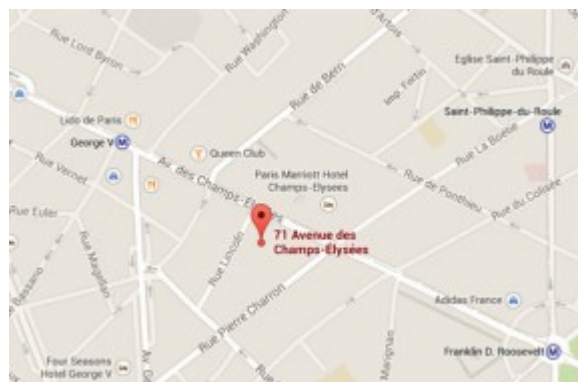 Rue Lord Byron
Rue Washington
d'Artois
Eglise Saint-Philippe
du Roule
Rue de Berri
Imp. Fortin
Lido de Paris
George V
M
Queen Club
Saint-Philippe-du-Roule
M
Rue La Boétie
Rue Vernet
Av. des Champs-Elysées
Paris Marriott Hotel
Champs-Elysees
Rue de Ponthieu
Rue du Colisée
Rue Euler
71 Avenue des
Champs-Élysées
Rue Lincoln
Rue Magellan
Bassano
Rue Pierre Charron
Adidas France
Four Seasons
Hotel George V
Av. G
Marignan
Franklin D. Roosevelt
M